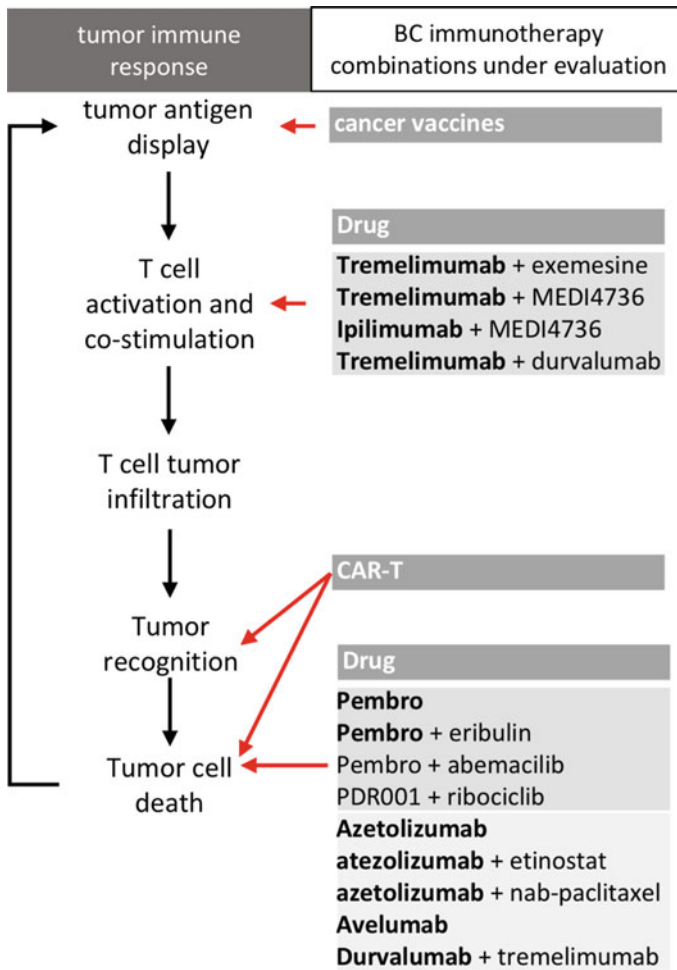 tumor immune
response
BC immunotherapy
combinations under evaluation
tumor antigen
display
cancer vaccines
Drug
T cell
activation and
co-stimulation
Tremelimumab + exemesine
Tremelimumab + MEDI4736
Ipilimumab + MEDI4736
Tremelimumab + durvalumab
T cell tumor
infiltration
CAR-T
Tumor
recognition
Drug
Pembro
Pembro + eribulin
Pembro + abemacilib
PDR001 + ribociclib
Tumor cell
death
Azetolizumab
atezolizumab + etinostat
azetolizumab + nab-paclitaxel
Avelumab
Durvalumab + tremelimumab